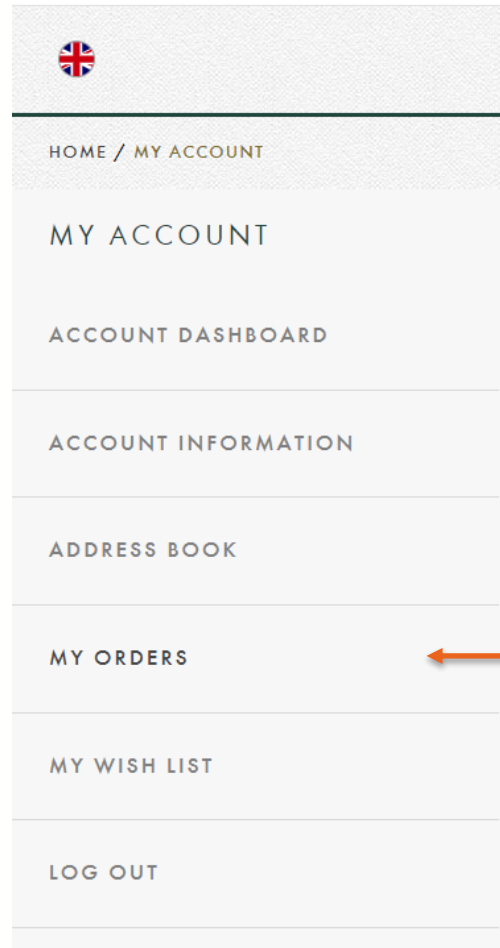 HOME / MY ACCOUNT
MY ACCOUNT
ACCOUNT DASHBOARD
ACCOUNT INFORMATION
ADDRESS BOOK
MY ORDERS
MY WISH LIST
LOG OUT